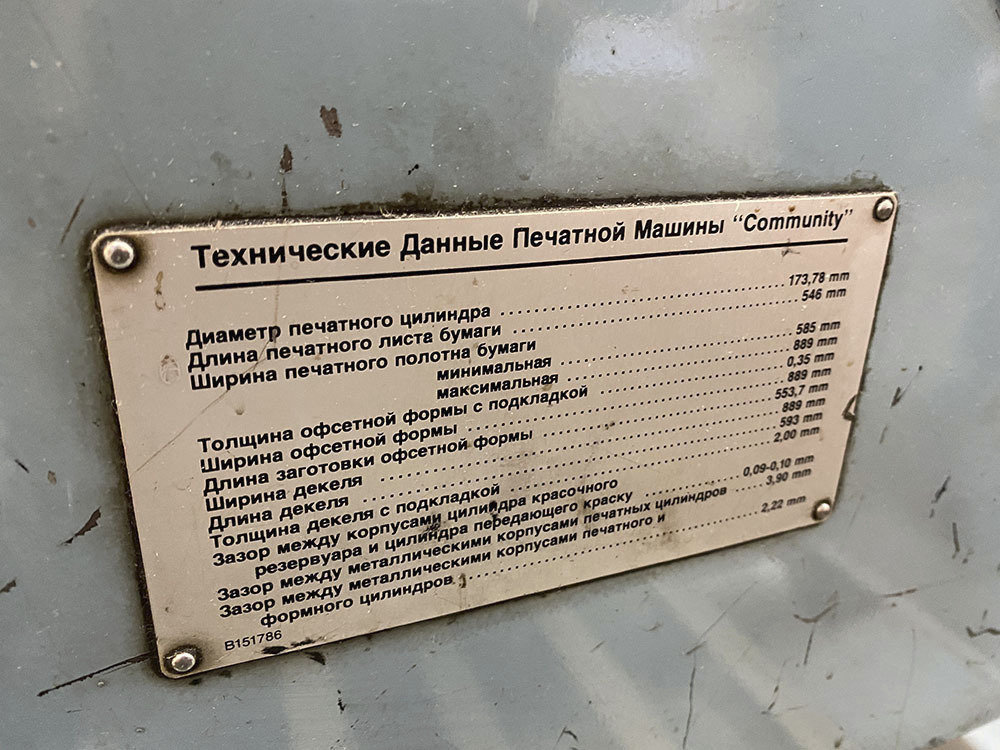 Технические Данные Печатной Машины “Community”
Диаметр печатного цилиндра ........ 173,78 mm
Длина печатного листа бумаги ........ 546 mm
Ширина печатного полотна бумаги
минимальная ........ 585 mm
максимальная ........ 889 mm
Толщина офсетной формы с подкладкой ........ 0,35 mm
Ширина офсетной формы ........ 889 mm
Длина заготовки офсетной формы ........ 553,7 mm
Ширина декеля ........ 889 mm
Длина декеля ........ 593 mm
Толщина декеля с подкладкой ........ 2,00 mm
Зазор между корпусами цилиндра красочного
резервуара и цилиндра передающего краску ........ 0,09-0,10 mm
Зазор между металлическими корпусами печатных цилиндров ..... 3,90 mm
Зазор между металлическими корпусами печатного и
формного цилиндров ........ 2,22 mm
B151786